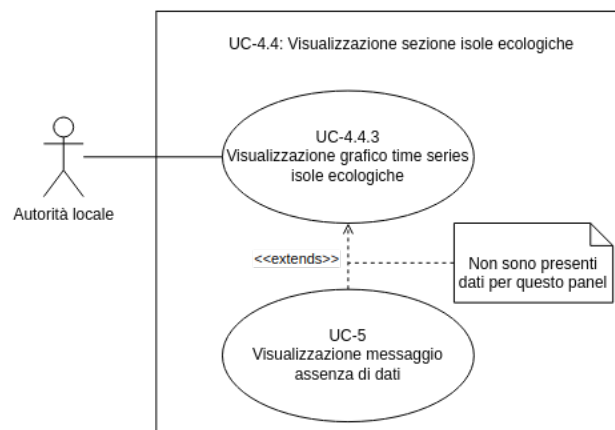 UC-4.4: Visualizzazione sezione isole ecologiche
UC-4.4.3
Visualizzazione grafico time series
isole ecologiche
Autorità locale
<<extends>>
Non sono presenti
dati per questo panel
UC-5
Visualizzazione messaggio
assenza di dati